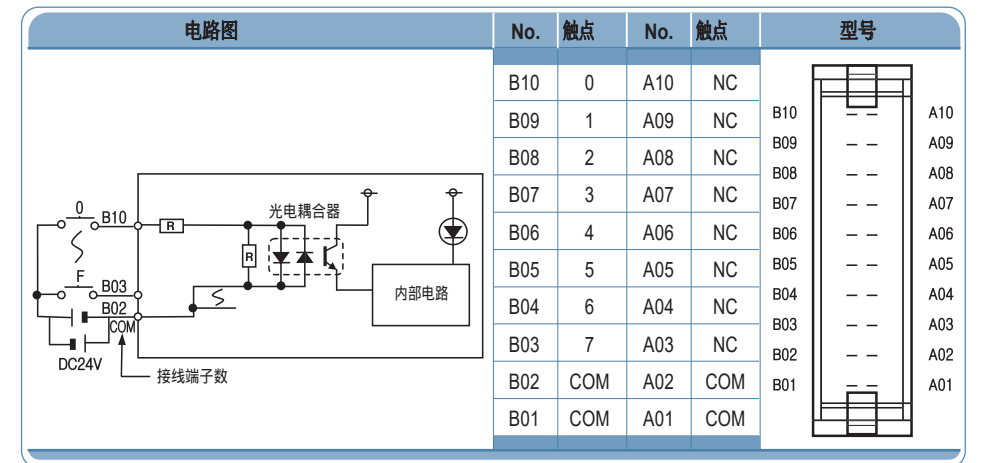 电路图 No. 触点 No. 触点 型号
B10 0 A10 NC
B09 1 A09 NC
B08 2 A08 NC
B07 3 A07 NC
B06 4 A06 NC
B05 5 A05 NC
B04 6 A04 NC
B03 7 A03 NC
B02 COM A02 COM
B01 COM A01 COM
0
B10
R
光电耦合器
R
F
B03
B02
COM
DC24V
内部电路
接线端子数
B10 A10
B09 A09
B08 A08
B07 A07
B06 A06
B05 A05
B04 A04
B03 A03
B02 A02
B01 A01